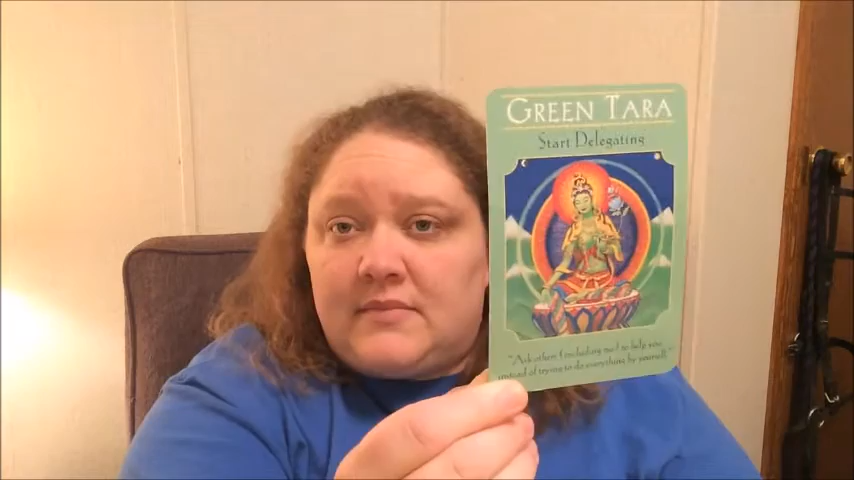 GREEN TARA
Start Delegating
"Ask others (including me) to help you
instead of trying to do everything by yourself."